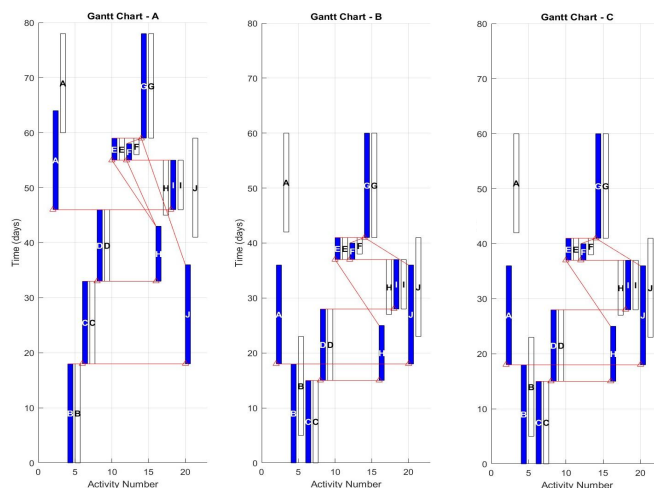 Gantt Chart - A
80
70
60
50
40
30
20
10
0
0 5 10 15 20
Time (days)
Activity Number
A
A
B
B
C
C
D
D
E
E
F
F
G
G
H
H
I
I
J
J
Gantt Chart - B
80
70
60
50
40
30
20
10
0
0 5 10 15 20
Time (days)
Activity Number
A
A
B
B
C
C
D
D
E
E
F
F
G
G
H
H
I
I
J
J
Gantt Chart - C
80
70
60
50
40
30
20
10
0
0 5 10 15 20
Time (days)
Activity Number
A
A
B
B
C
C
D
D
E
E
F
F
G
G
H
H
I
I
J
J